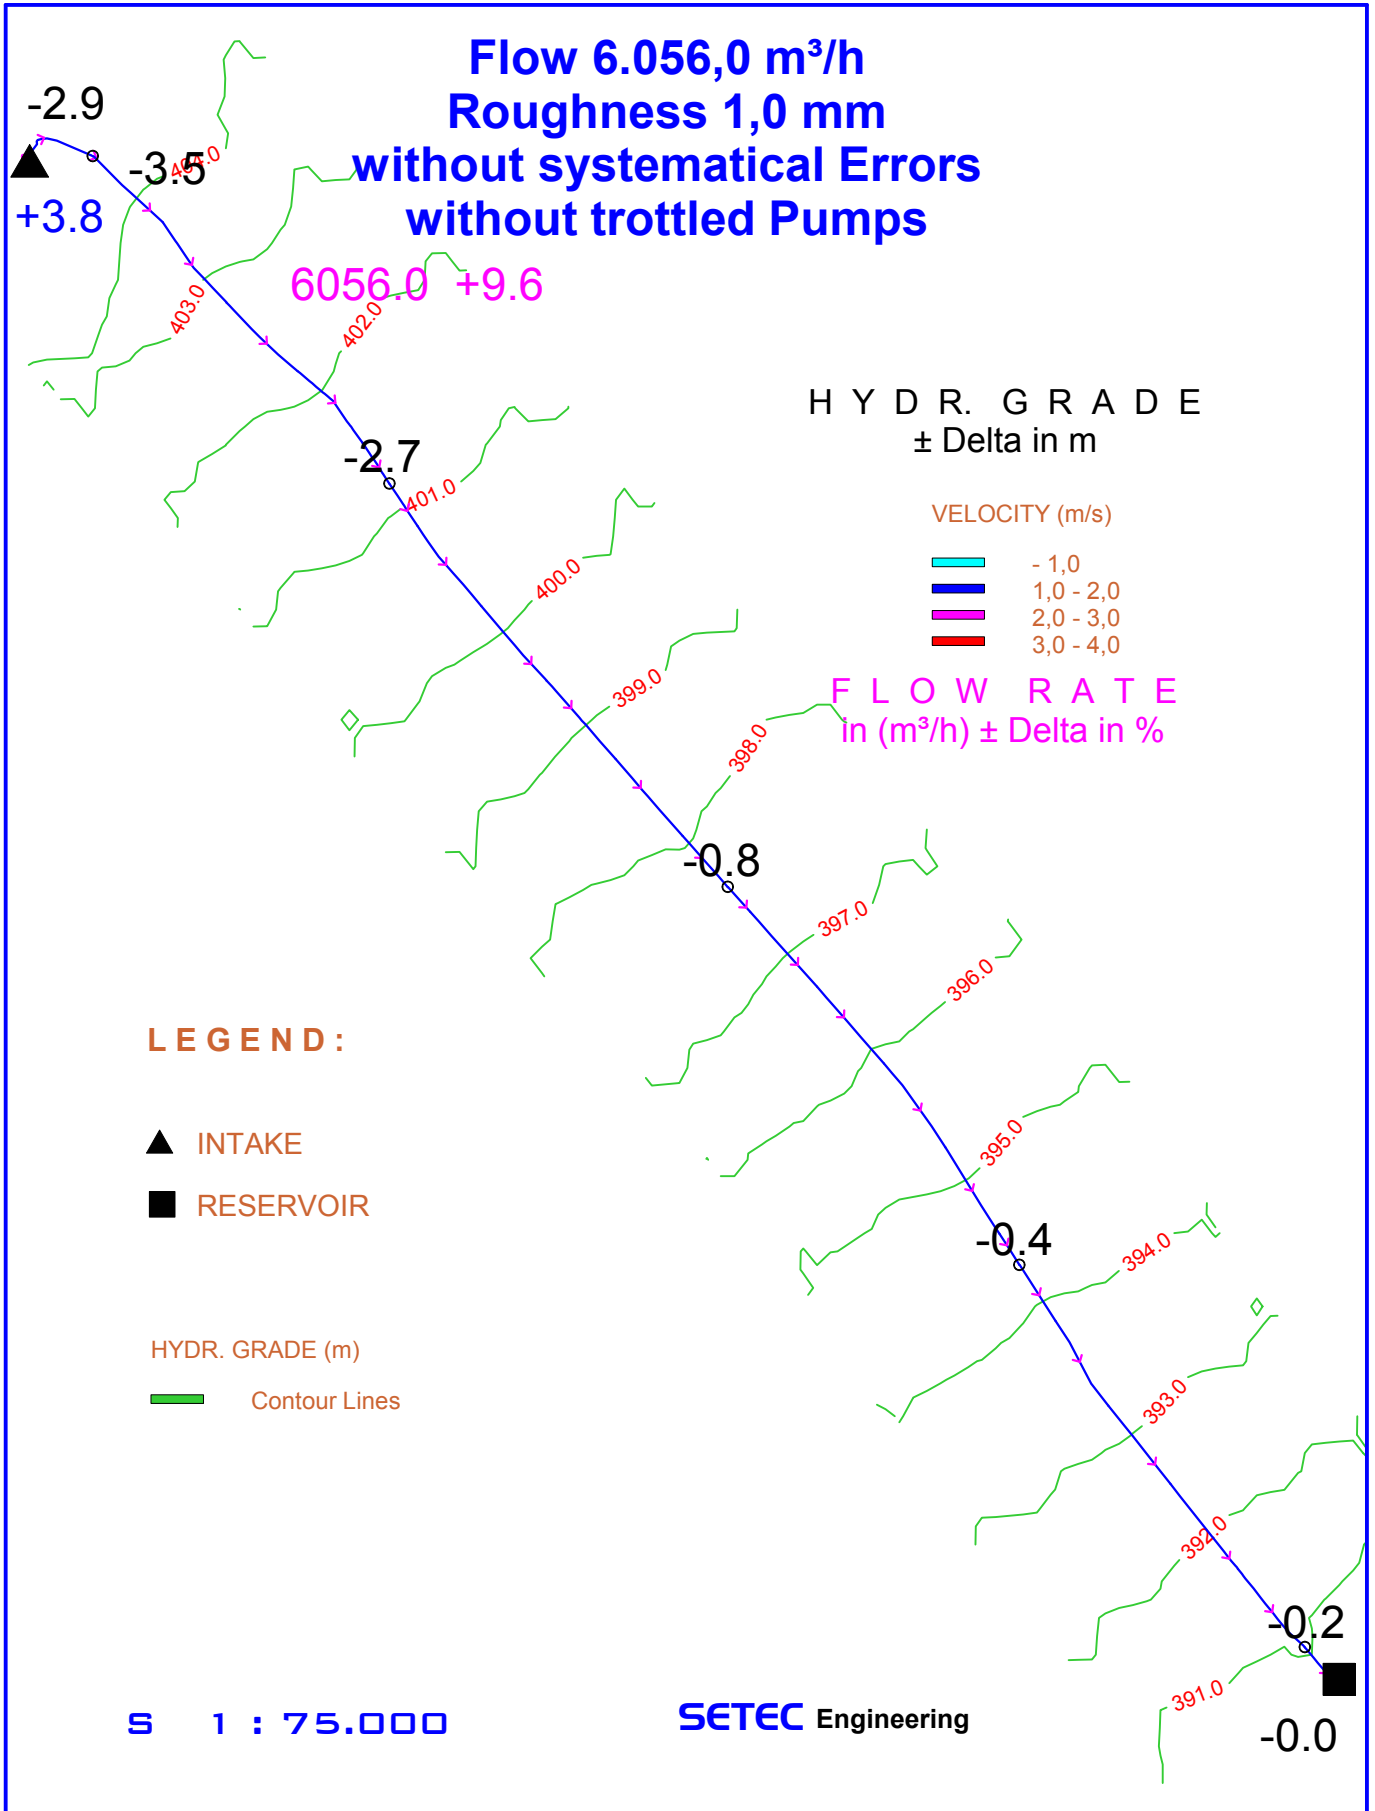 Flow 6.056,0 m³/h
Roughness 1,0 mm
without systematical Errors
without trottled Pumps
-2.9
-3.5
404.0
+3.8
6056.0 +9.6
403.0
402.0
H Y D R. G R A D E
± Delta in m
-2.7
401.0
VELOCITY (m/s)
- 1,0
1,0 - 2,0
2,0 - 3,0
3,0 - 4,0
400.0
399.0
F L O W R A T E
in (m³/h) ± Delta in %
398.0
-0.8
397.0
396.0
L E G E N D :
INTAKE
RESERVOIR
395.0
-0.4
394.0
HYDR. GRADE (m)
Contour Lines
393.0
392.0
-0.2
391.0
-0.0
S 1 : 75.000
SETEC Engineering